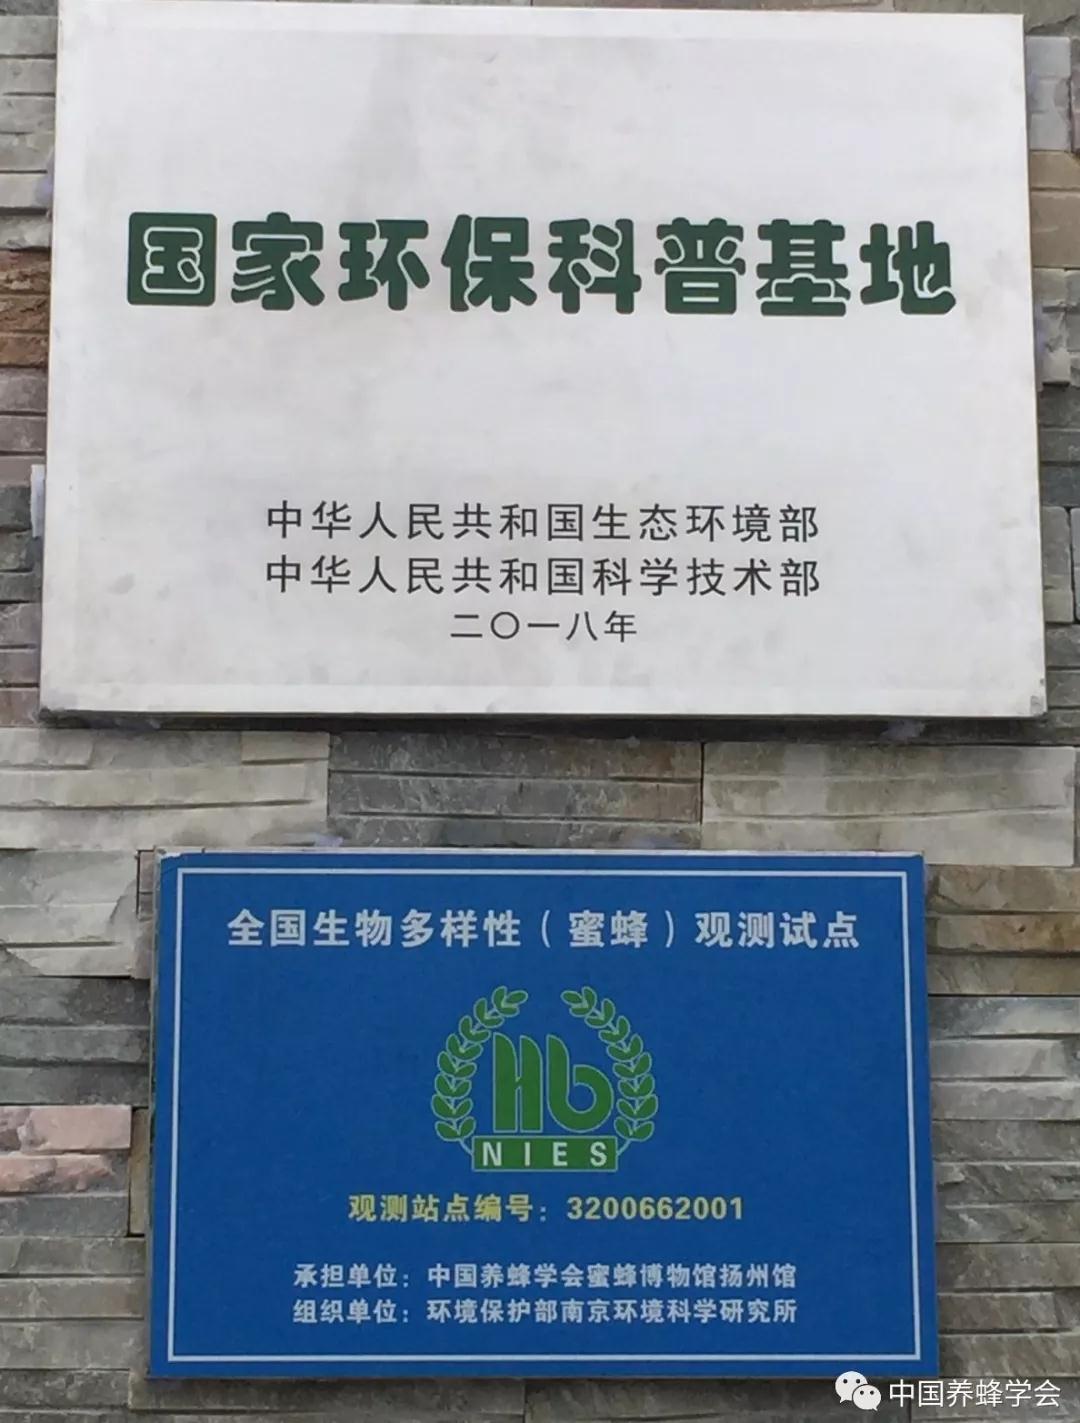 国家环保科普基地
中华人民共和国生态环境部
中华人民共和国科学技术部
二〇一八年
全国生物多样性（蜜蜂）观测试点
Hb
NIES
观测站点编号：3200662001
承担单位：中国养蜂学会蜜蜂博物馆扬州馆
组织单位：环境保护部南京环境科学研究所
中国养蜂学会